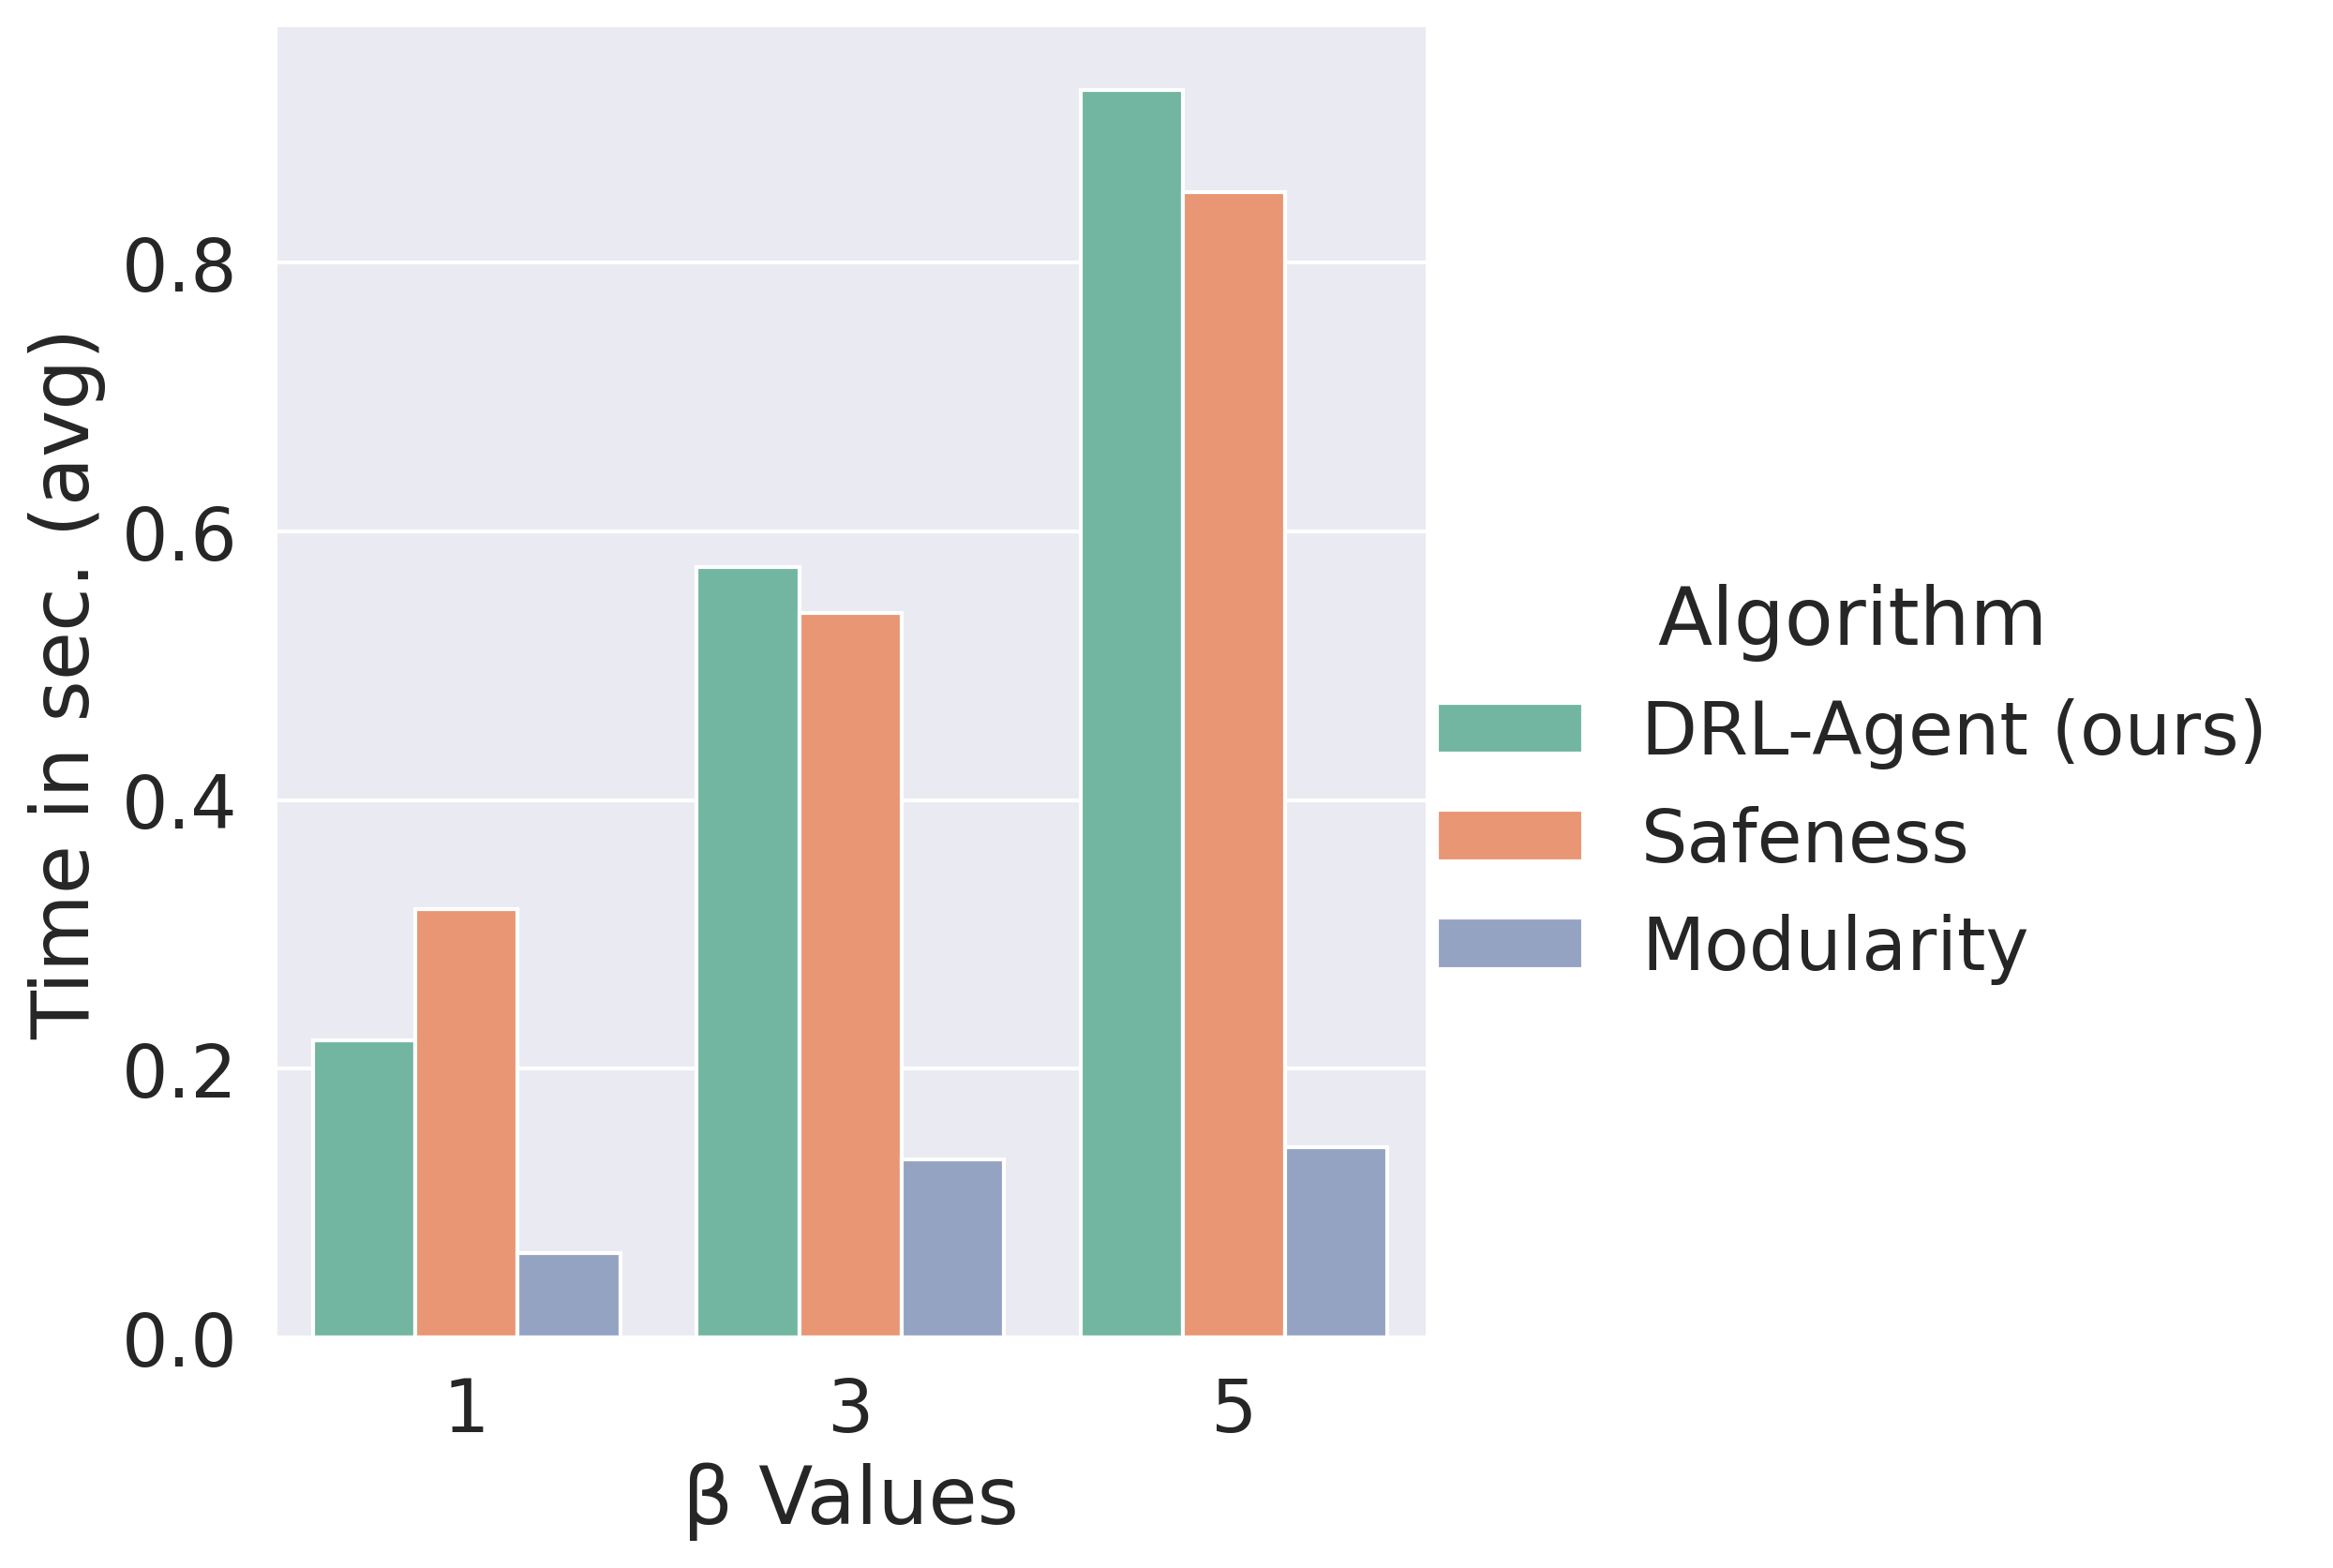 Time in sec. (avg)
0.8
0.6
0.4
0.2
0.0
1 3 5
β Values
Algorithm
DRL-Agent (ours)
Safeness
Modularity